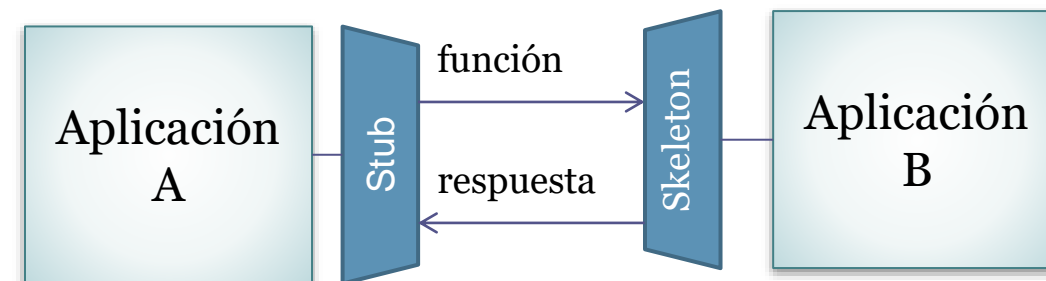 Aplicación
A
Stub
función
respuesta
Skeleton
Aplicación
B